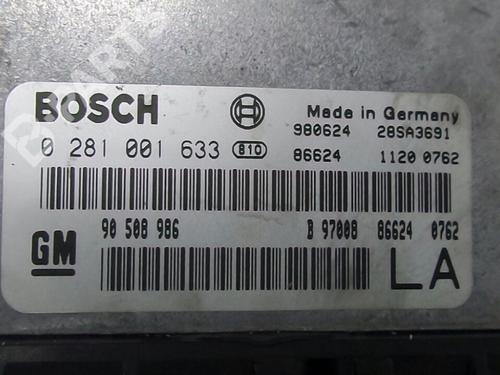 BOSCH
Made in Germany
980624 28SA3691
0 281 001 633 810 86624 1120 0762
GM 90 508 986 B 97008 86624 0762
LA